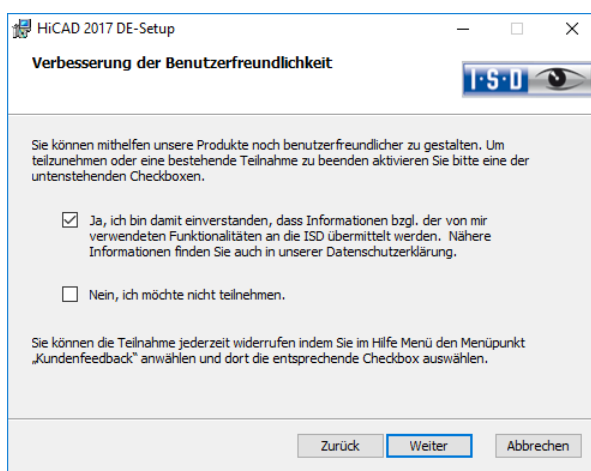 HiCAD 2017 DE-Setup
Verbesserung der Benutzerfreundlichkeit
I·S·D
Sie können mithelfen unsere Produkte noch benutzerfreundlicher zu gestalten. Um
teilzunehmen oder eine bestehende Teilnahme zu beenden aktivieren Sie bitte eine der
untenstehenden Checkboxen.
Ja, ich bin damit einverstanden, dass Informationen bzgl. der von mir
verwendeten Funktionalitäten an die ISD übermittelt werden. Nähere
Informationen finden Sie auch in unserer Datenschutzerklärung.
Nein, ich möchte nicht teilnehmen.
Sie können die Teilnahme jederzeit widerrufen indem Sie im Hilfe Menü den Menüpunkt
„Kundenfeedback“ anwählen und dort die entsprechende Checkbox auswählen.
Zurück Weiter Abbrechen